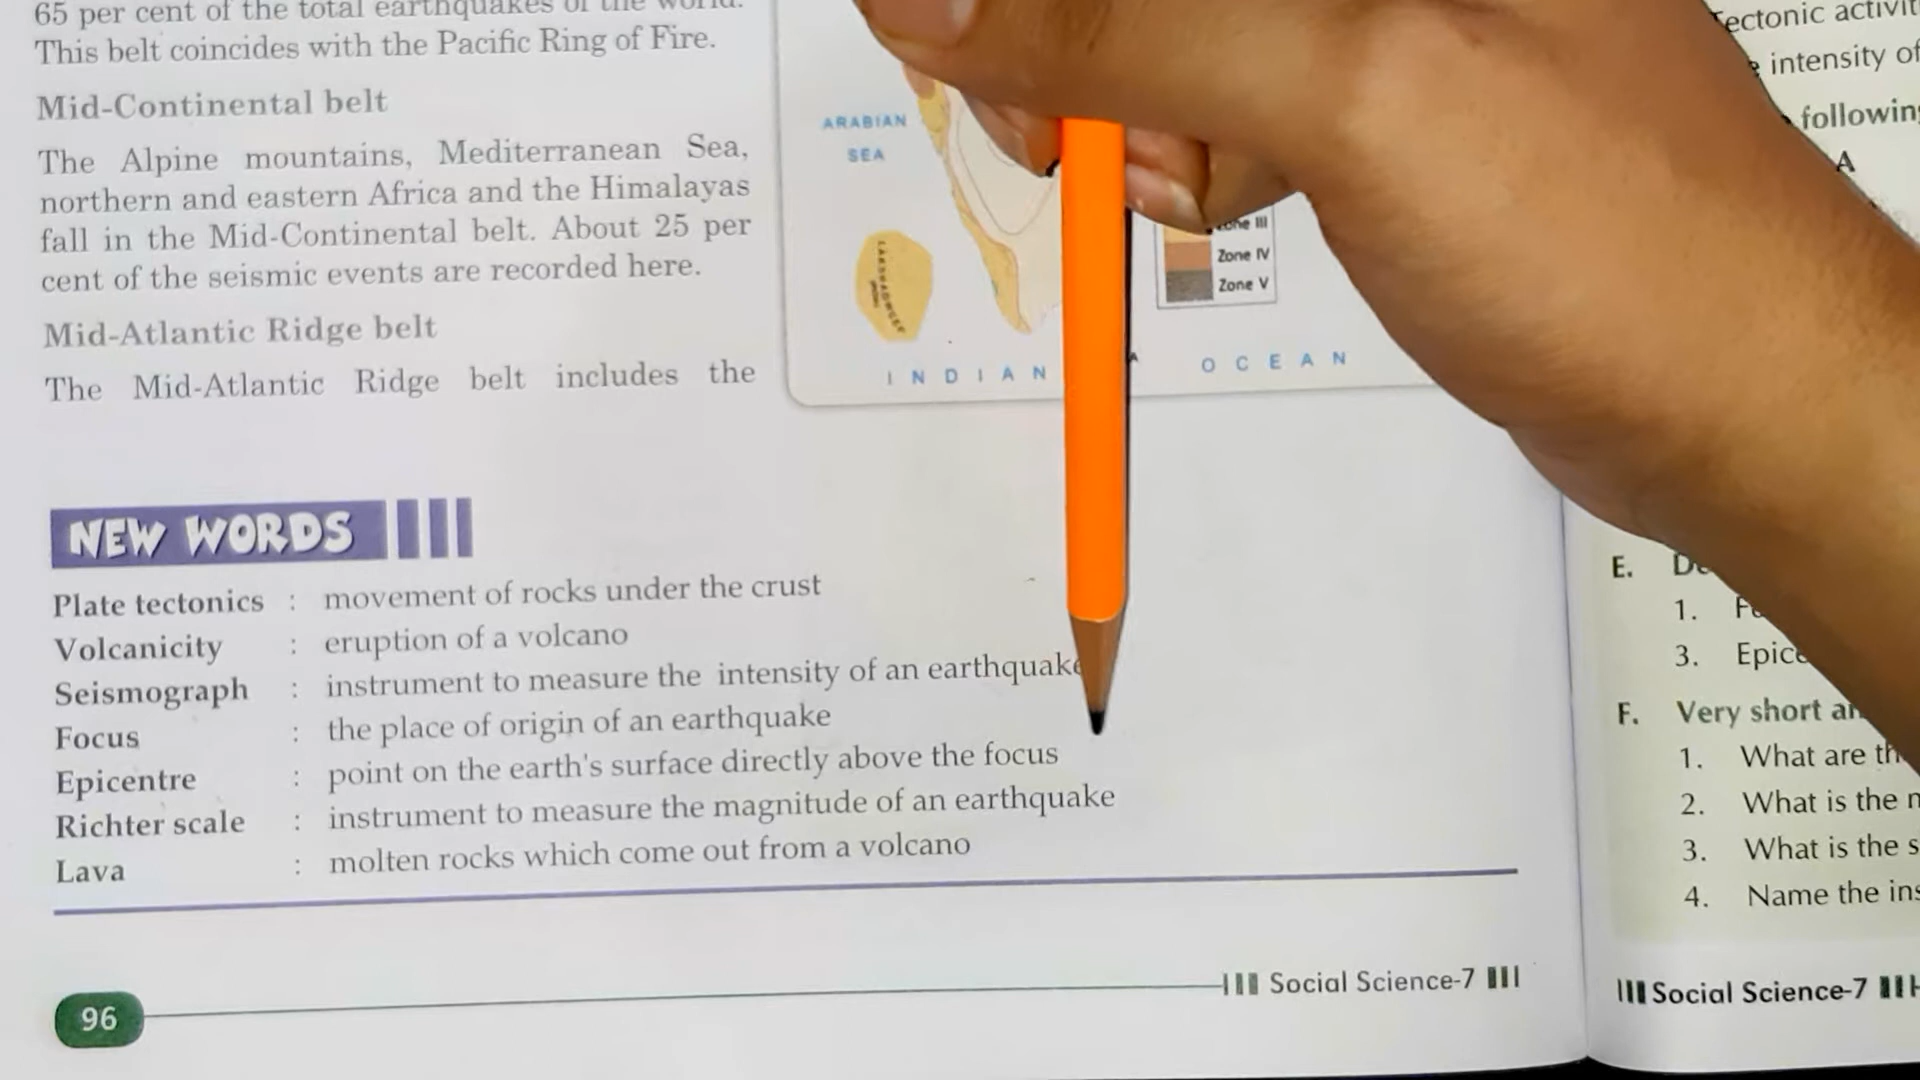 65 per cent of the total earthquakes of the world.
This belt coincides with the Pacific Ring of Fire.
Mid-Continental belt
The Alpine mountains, Mediterranean Sea,
northern and eastern Africa and the Himalayas
fall in the Mid-Continental belt. About 25 per
cent of the seismic events are recorded here.
Mid-Atlantic Ridge belt
The Mid-Atlantic Ridge belt includes the
ARABIAN
SEA
LAKSHADWEEP
Zone III
Zone IV
Zone V
INDIAN OCEAN
NEW WORDS
Plate tectonics : movement of rocks under the crust
Volcanicity : eruption of a volcano
Seismograph : instrument to measure the intensity of an earthquake
Focus : the place of origin of an earthquake
Epicentre : point on the earth's surface directly above the focus
Richter scale : instrument to measure the magnitude of an earthquake
Lava : molten rocks which come out from a volcano
96
Social Science-7
Tectonic
intensity of
following
A
E.
1.
3.
F. Very short
1. What are
2. What is the
3. What is the
4. Name the
Social Science-7